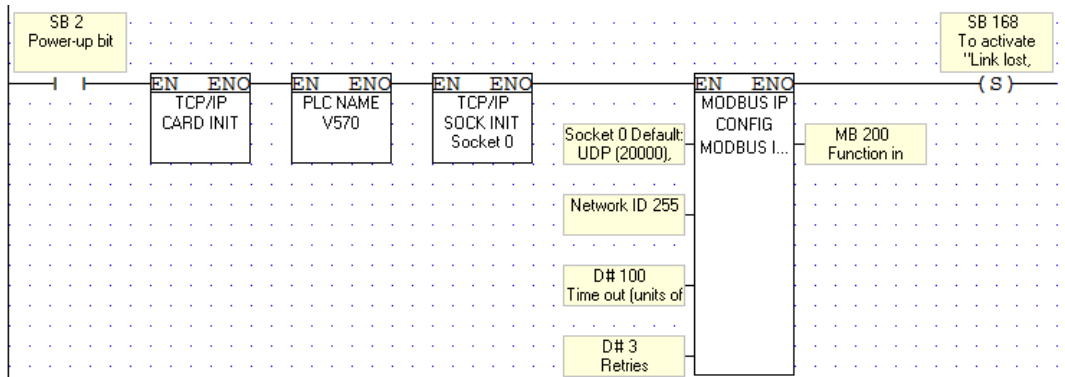 SB 2
Power-up bit
SB 168
To activate
"Link lost,
EN ENO
TCP/IP
CARD INIT
EN ENO
PLC NAME
V570
EN ENO
TCP/IP
SOCK INIT
Socket 0
EN ENO
MODBUS IP
CONFIG
MODBUS I...
(S)
Socket 0 Default:
UDP (20000),
MB 200
Function in
Network ID 255
D# 100
Time out (units of
D# 3
Retries